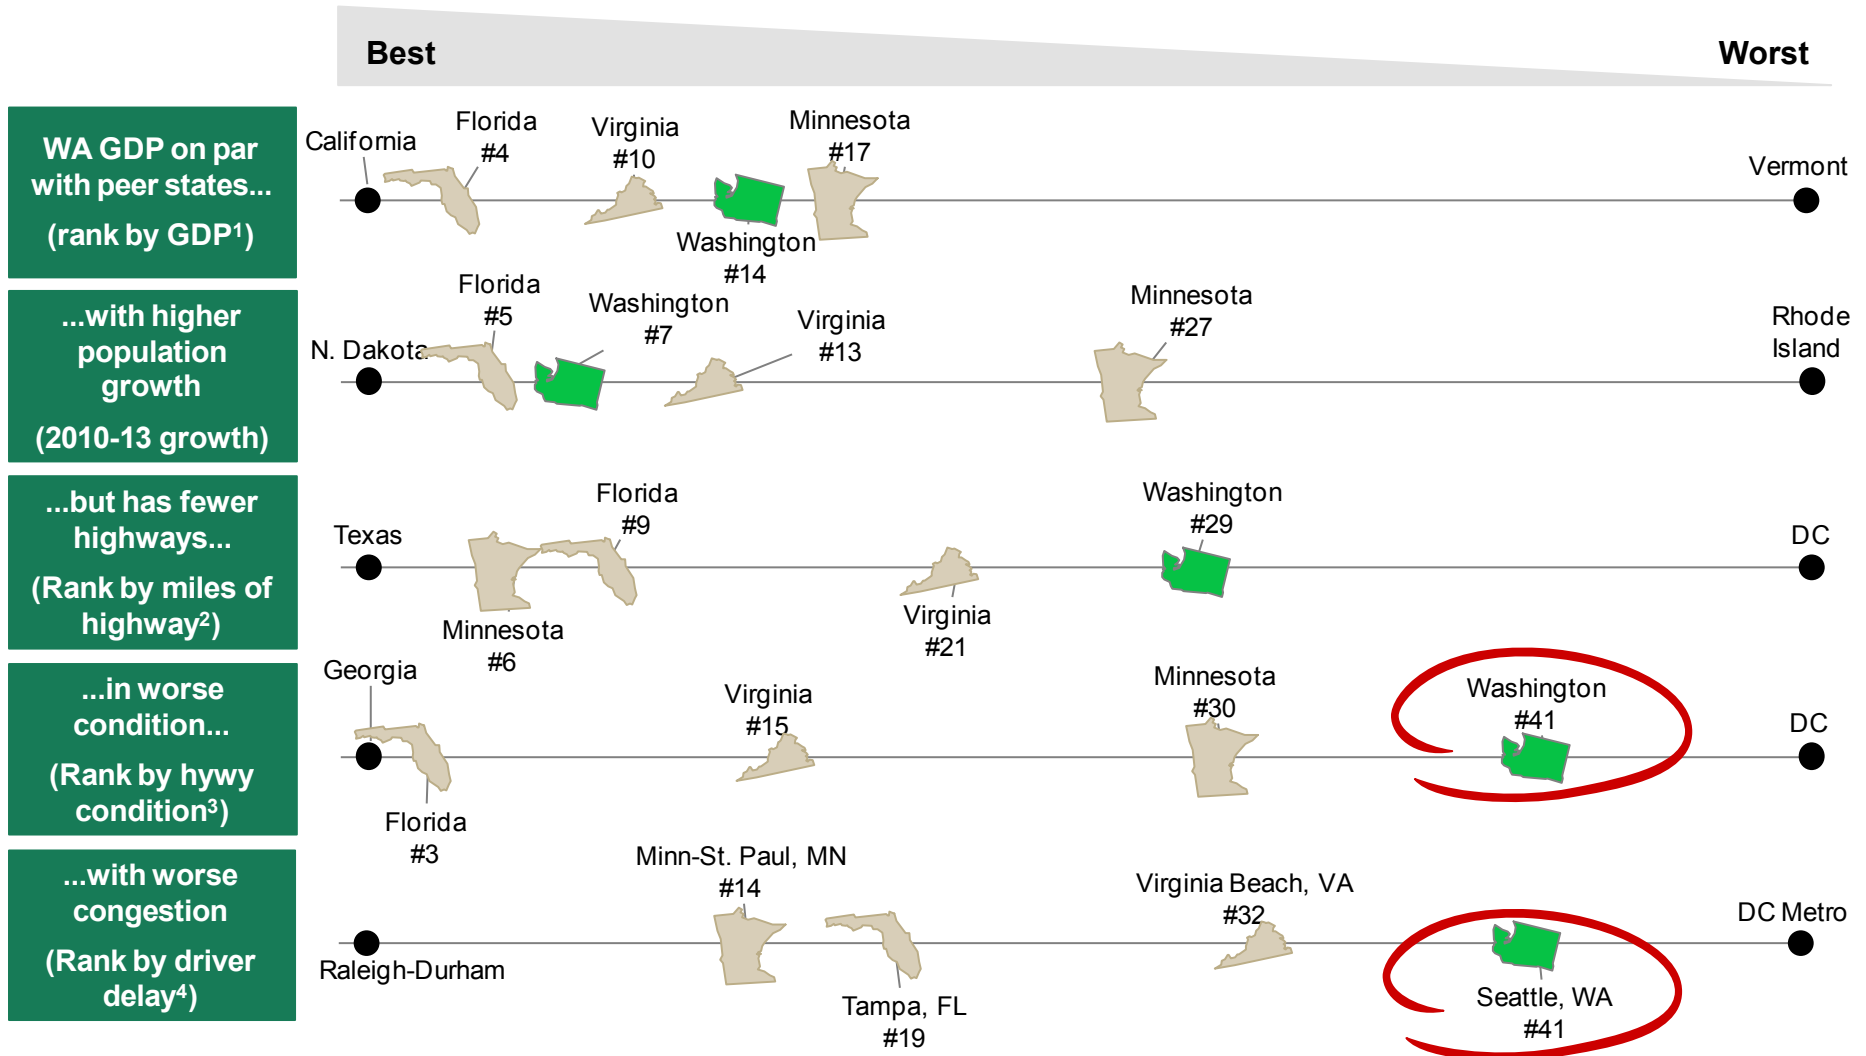 Best
Worst
WA GDP on par
with peer states...
(rank by GDP¹)
California
Florida
#4
Virginia
#10
Washington
#14
Minnesota
#17
Vermont
...with higher
population
growth
(2010-13 growth)
N. Dakota
Florida
#5
Washington
#7
Virginia
#13
Minnesota
#27
Rhode
Island
...but has fewer
highways...
(Rank by miles of
highway²)
Texas
Minnesota
#6
Florida
#9
Virginia
#21
Washington
#29
DC
...in worse
condition...
(Rank by hywy
condition³)
Georgia
Florida
#3
Virginia
#15
Minnesota
#30
Washington
#41
DC
...with worse
congestion
(Rank by driver
delay⁴)
Raleigh-Durham
Minn-St. Paul, MN
#14
Tampa, FL
#19
Virginia Beach, VA
#32
Seattle, WA
#41
DC Metro